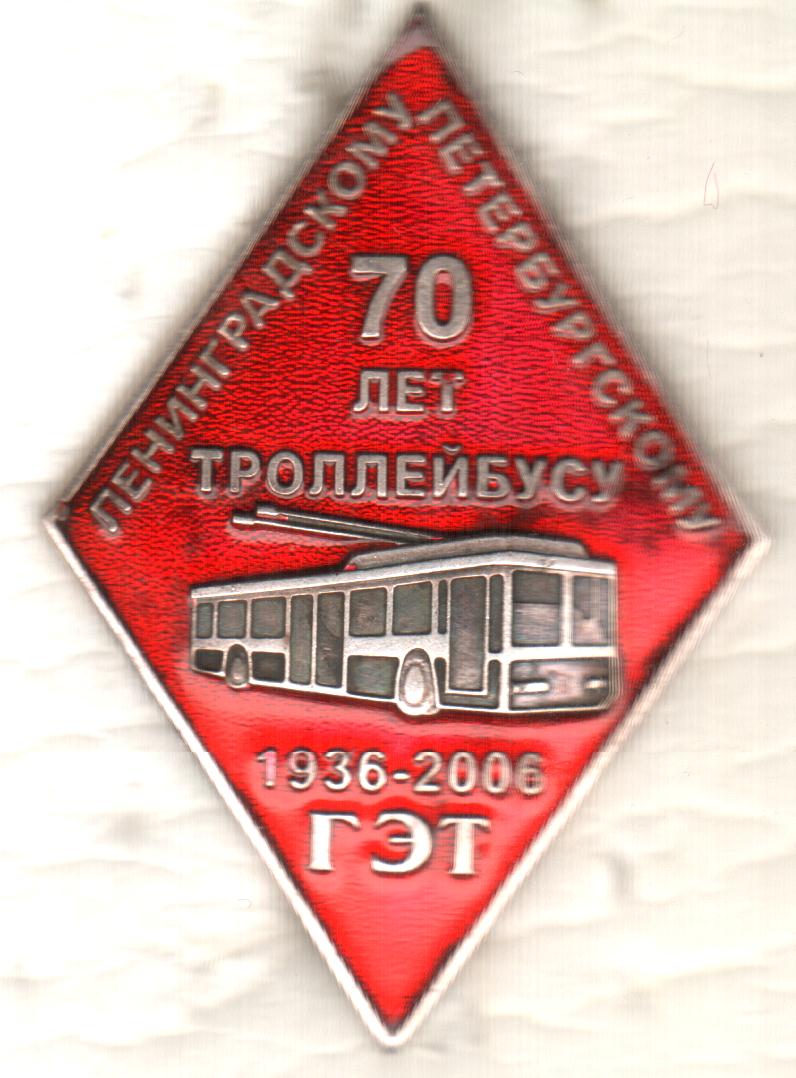 ЛЕНИНГРАДСКОМУ
ПЕТЕРБУРГСКОМУ
70
ЛЕТ
ТРОЛЛЕЙБУСУ
1936-2006
ГЭТ